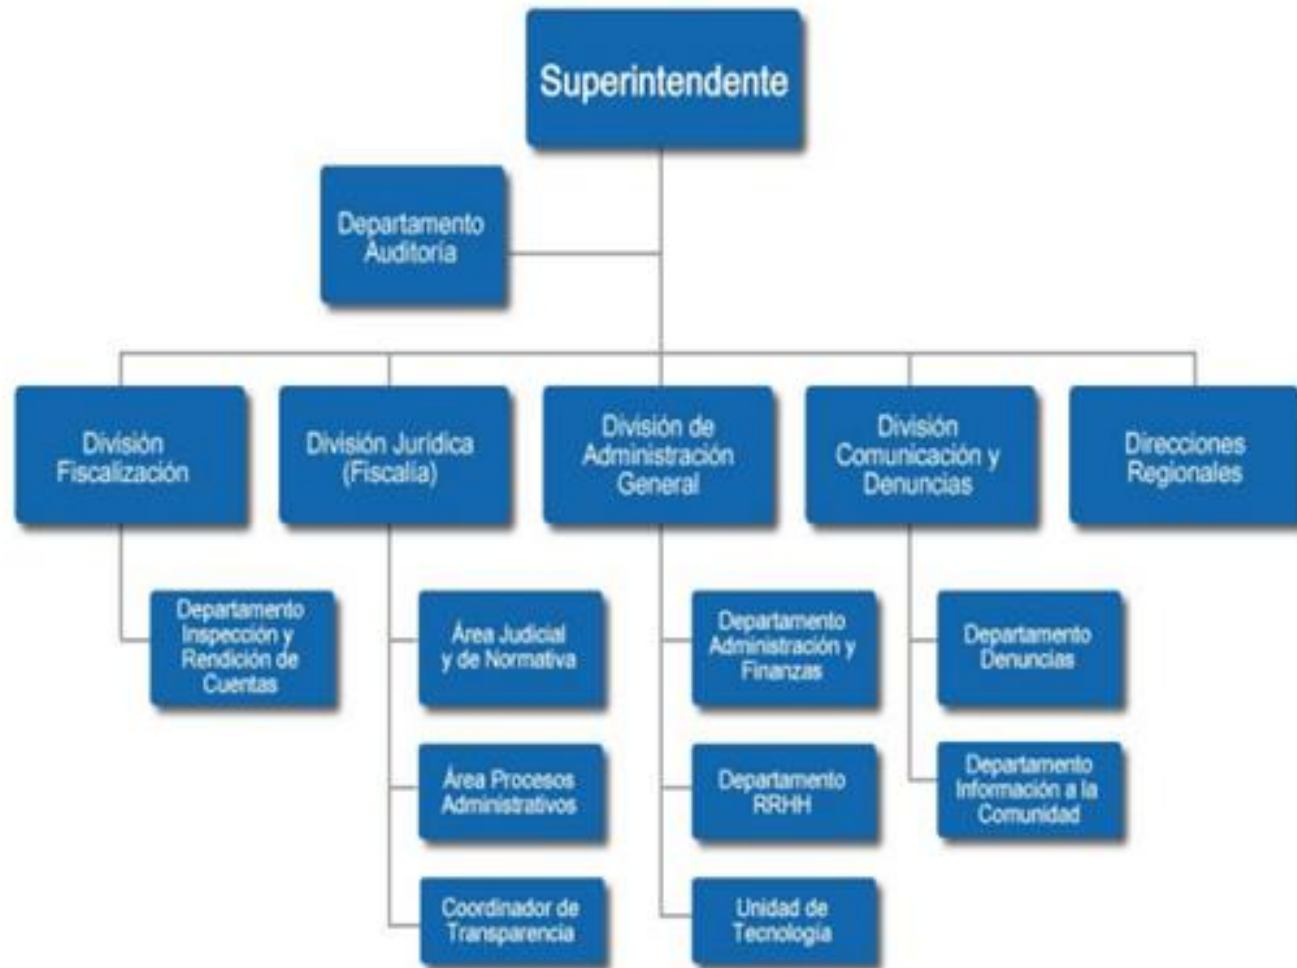 Superintendente
Departamento
Auditoría
División
Fiscalización
División Jurídica
(Fiscalía)
División de
Administración
General
División
Comunicación y
Denuncias
Direcciones
Regionales
Departamento
Inspección y
Rendición de
Cuentas
Área Judicial
y de Normativa
Departamento
Administración y
Finanzas
Departamento
Denuncias
Área Procesos
Administrativos
Departamento
RRHH
Departamento
Información a la
Comunidad
Coordinador de
Transparencia
Unidad de
Tecnología